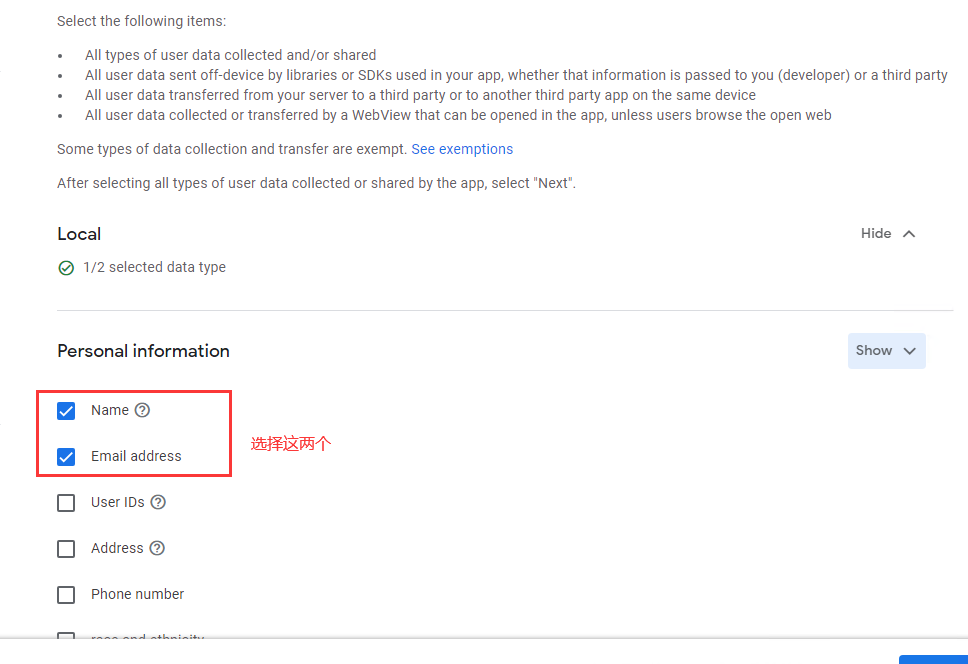 Select the following items:
• All types of user data collected and/or shared
• All user data sent off-device by libraries or SDKs used in your app, whether that information is passed to you (developer) or a third party
• All user data transferred from your server to a third party or to another third party app on the same device
• All user data collected or transferred by a WebView that can be opened in the app, unless users browse the open web
Some types of data collection and transfer are exempt. See exemptions
After selecting all types of user data collected or shared by the app, select "Next".
Local
Hide
1/2 selected data type
Personal information
Show
Name
Email address
选择这两个
User IDs
Address
Phone number
race and ethnicity